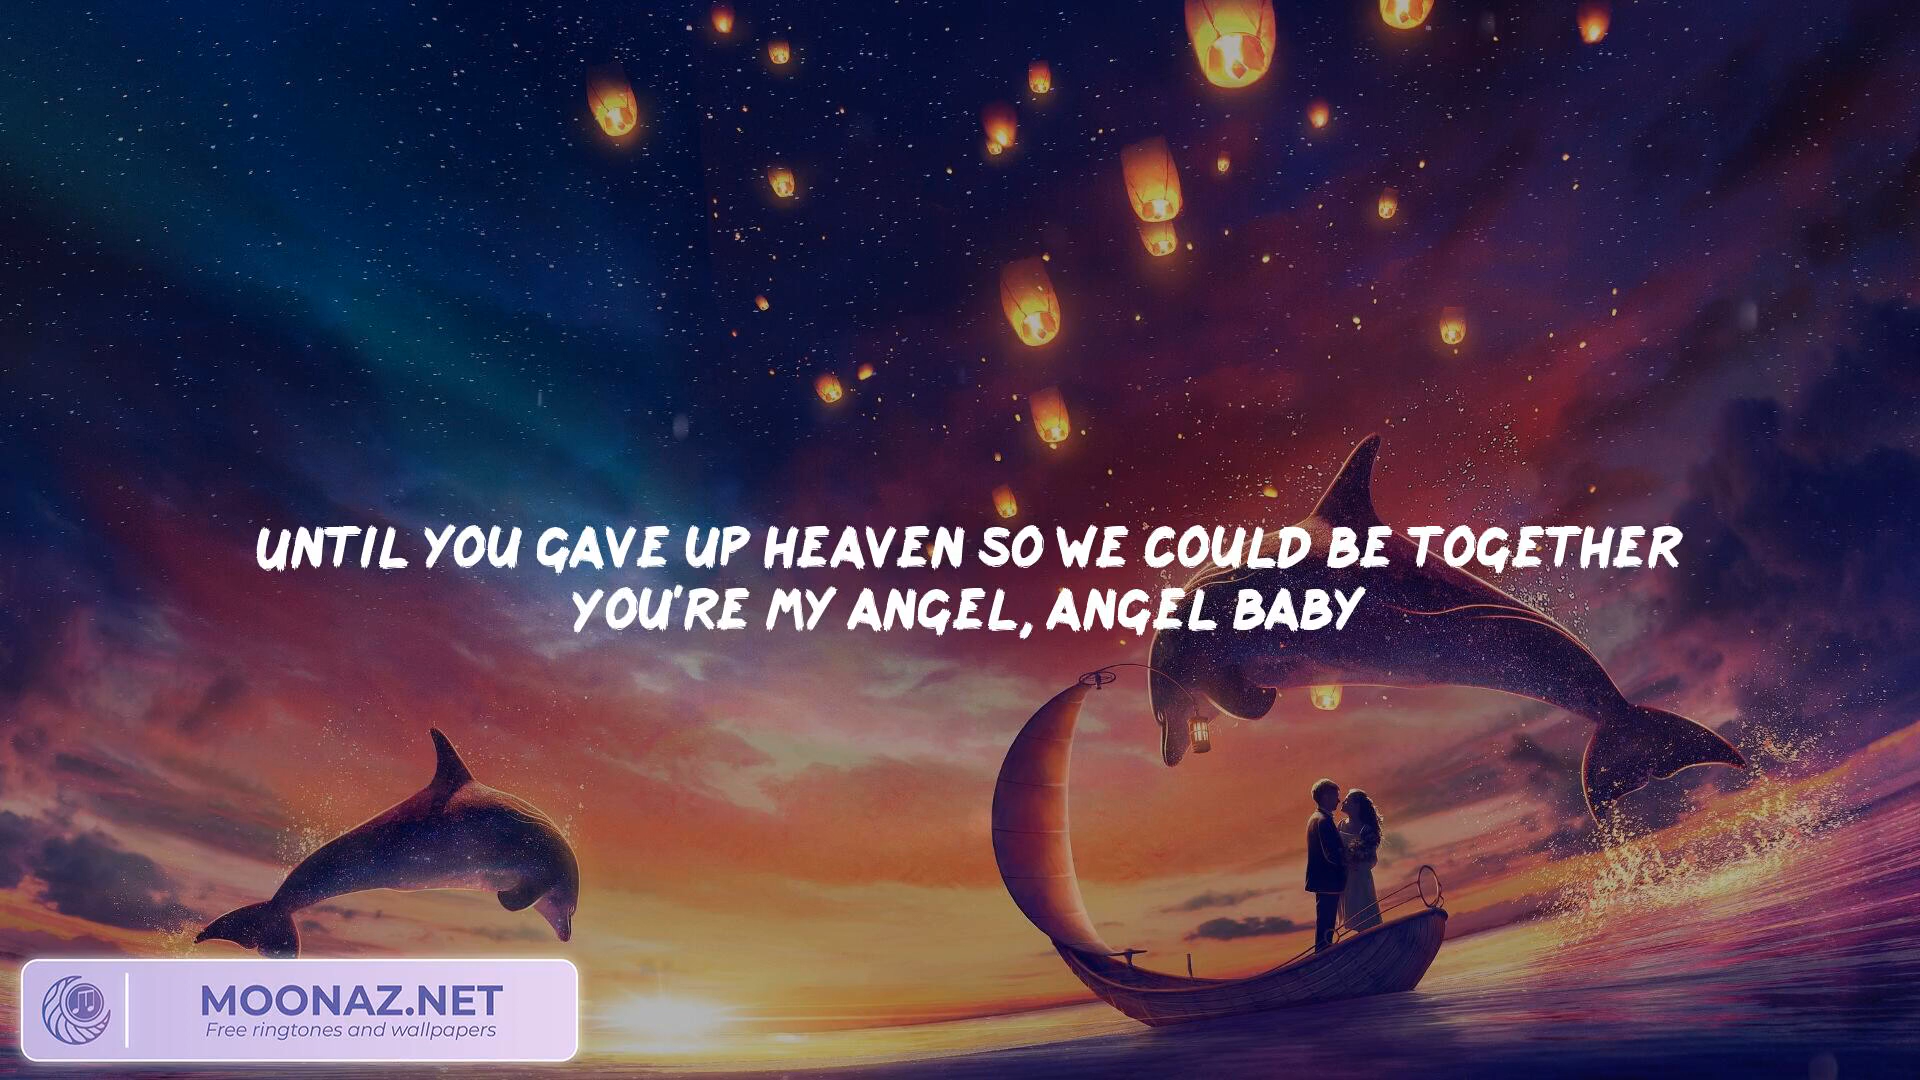 UNTIL YOU GAVE UP HEAVEN SO WE COULD BE TOGETHER
YOU'RE MY ANGEL, ANGEL BABY
MOONAZ.NET
Free ringtones and wallpapers